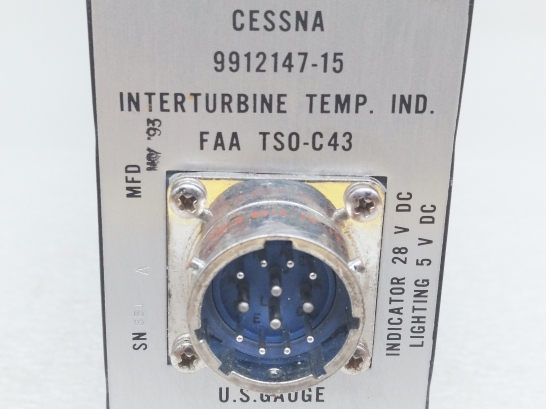 CESSNA
9912147-15
INTERTURBINE TEMP. IND.
FAA TSO-C43
MFD '93
SN A
INDICATOR 28 V DC
LIGHTING 5 V DC
L
E
U.S.GAUGE